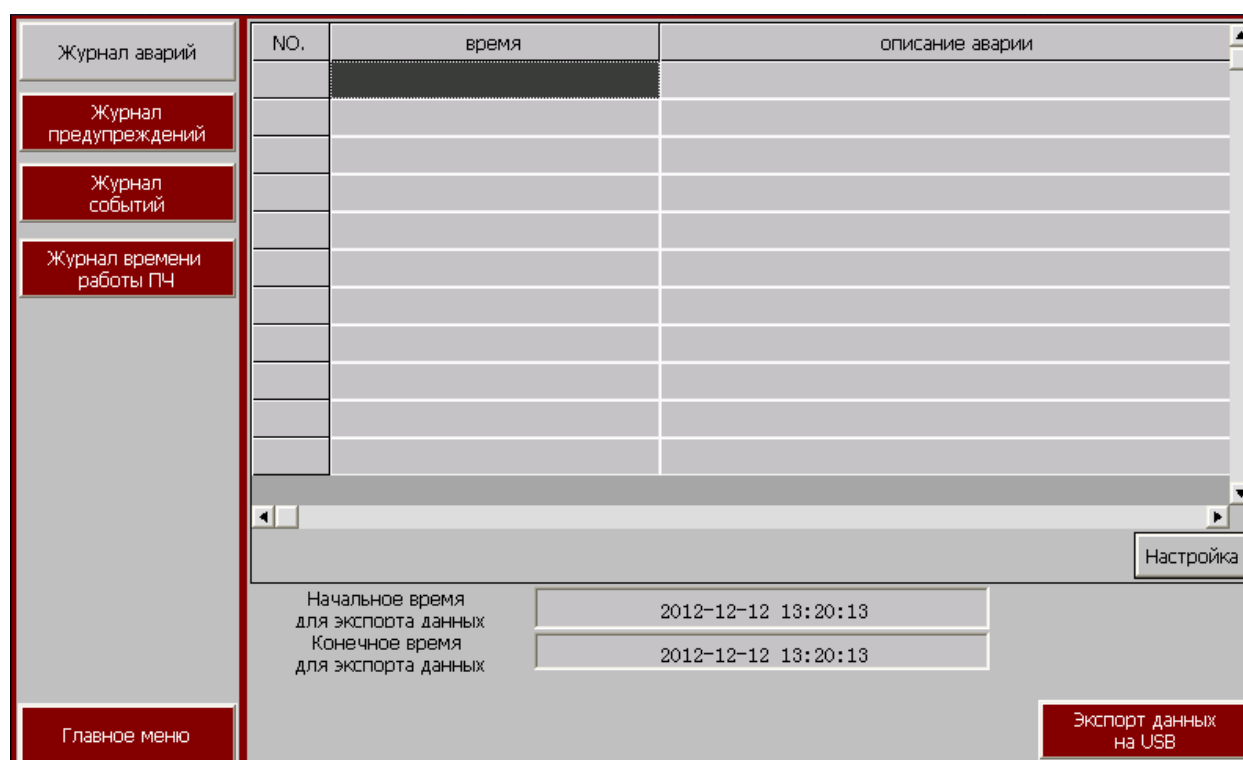 Журнал аварий
Журнал
предупреждений
Журнал
событий
Журнал времени
работы ПЧ
Главное меню
NO. время описание аварии
Настройка
Начальное время
для экспорта данных
2012-12-12 13:20:13
Конечное время
для экспорта данных
2012-12-12 13:20:13
Экспорт данных
на USB